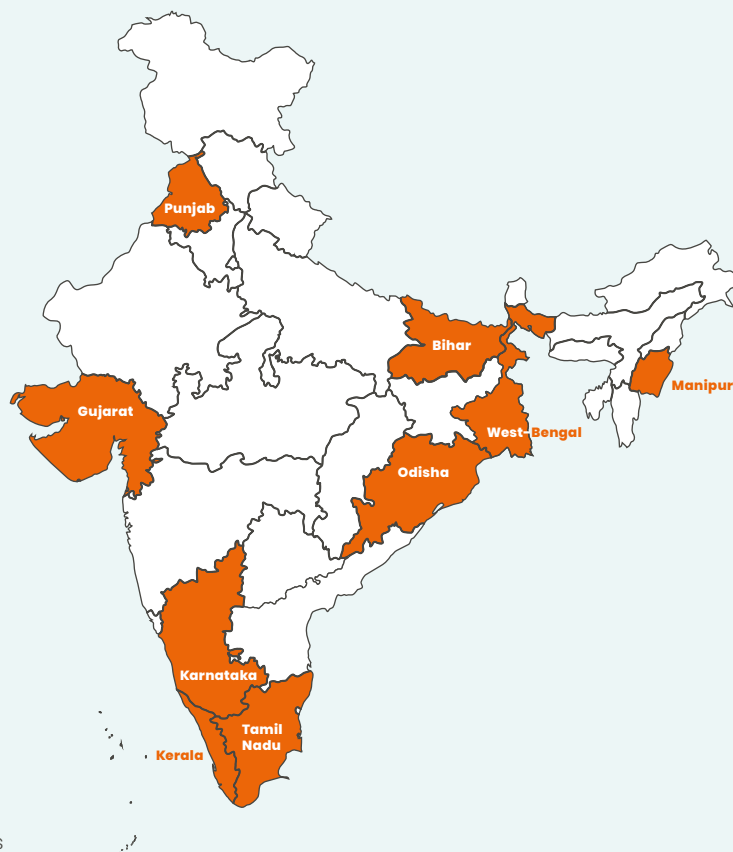 Punjab
Bihar
Manipur
Gujarat
West-Bengal
Odisha
Karnataka
Tamil
Nadu
Kerala
s